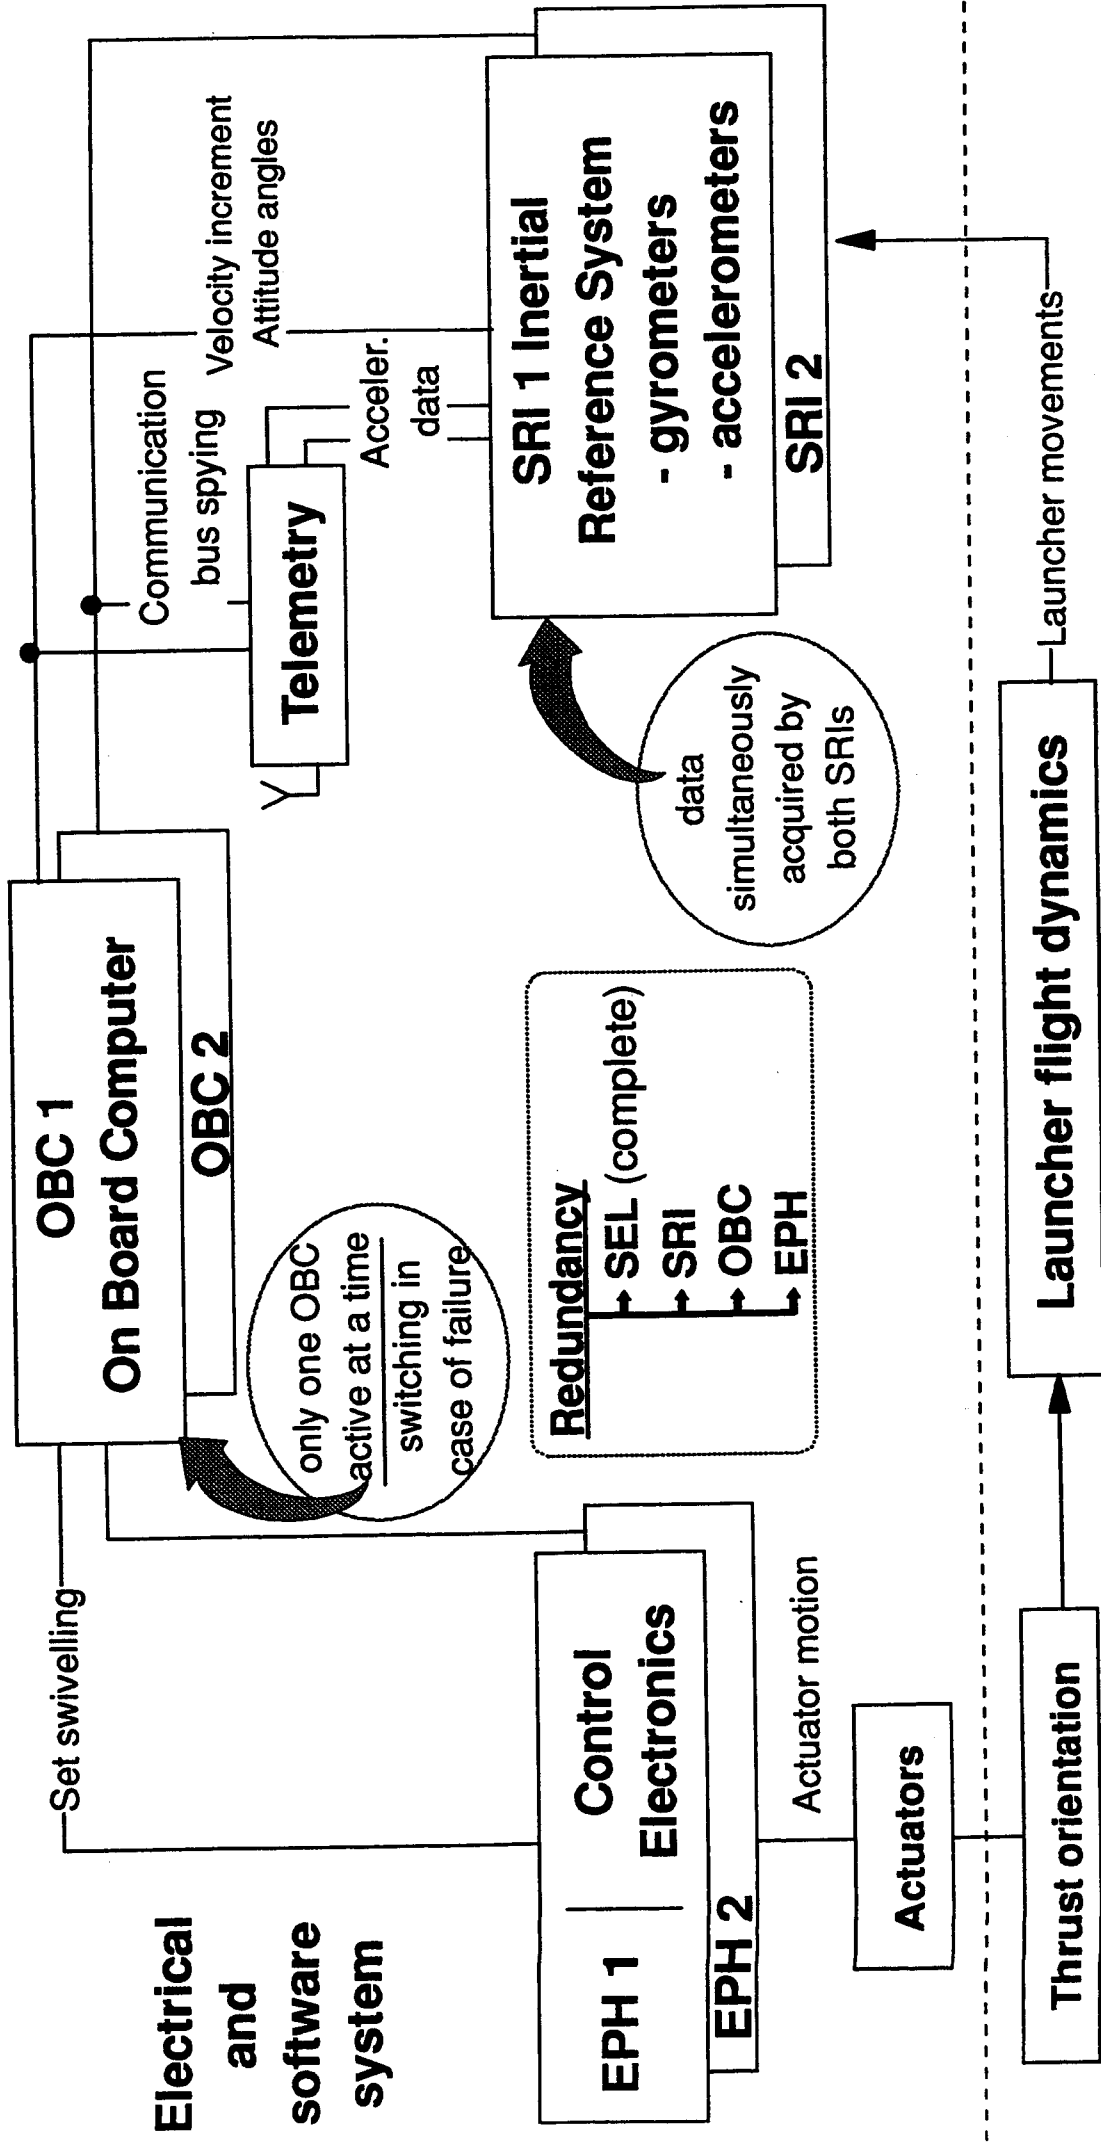 Electrical
and
software
system
Set swivelling
OBC 1
On Board Computer
OBC 2
only one OBC
active at a time
switching in
case of failure
Communication
bus spying
Velocity increment
Attitude angles
Telemetry
Acceler.
data
SRI 1 Inertial
Reference System
- gyrometers
- accelerometers
SRI 2
data
simultaneously
acquired by
both SRIs
Redundancy
SEL (complete)
SRI
OBC
EPH
EPH 1
Control
Electronics
EPH 2
Actuator motion
Actuators
Thrust orientation
Launcher flight dynamics
Launcher movements